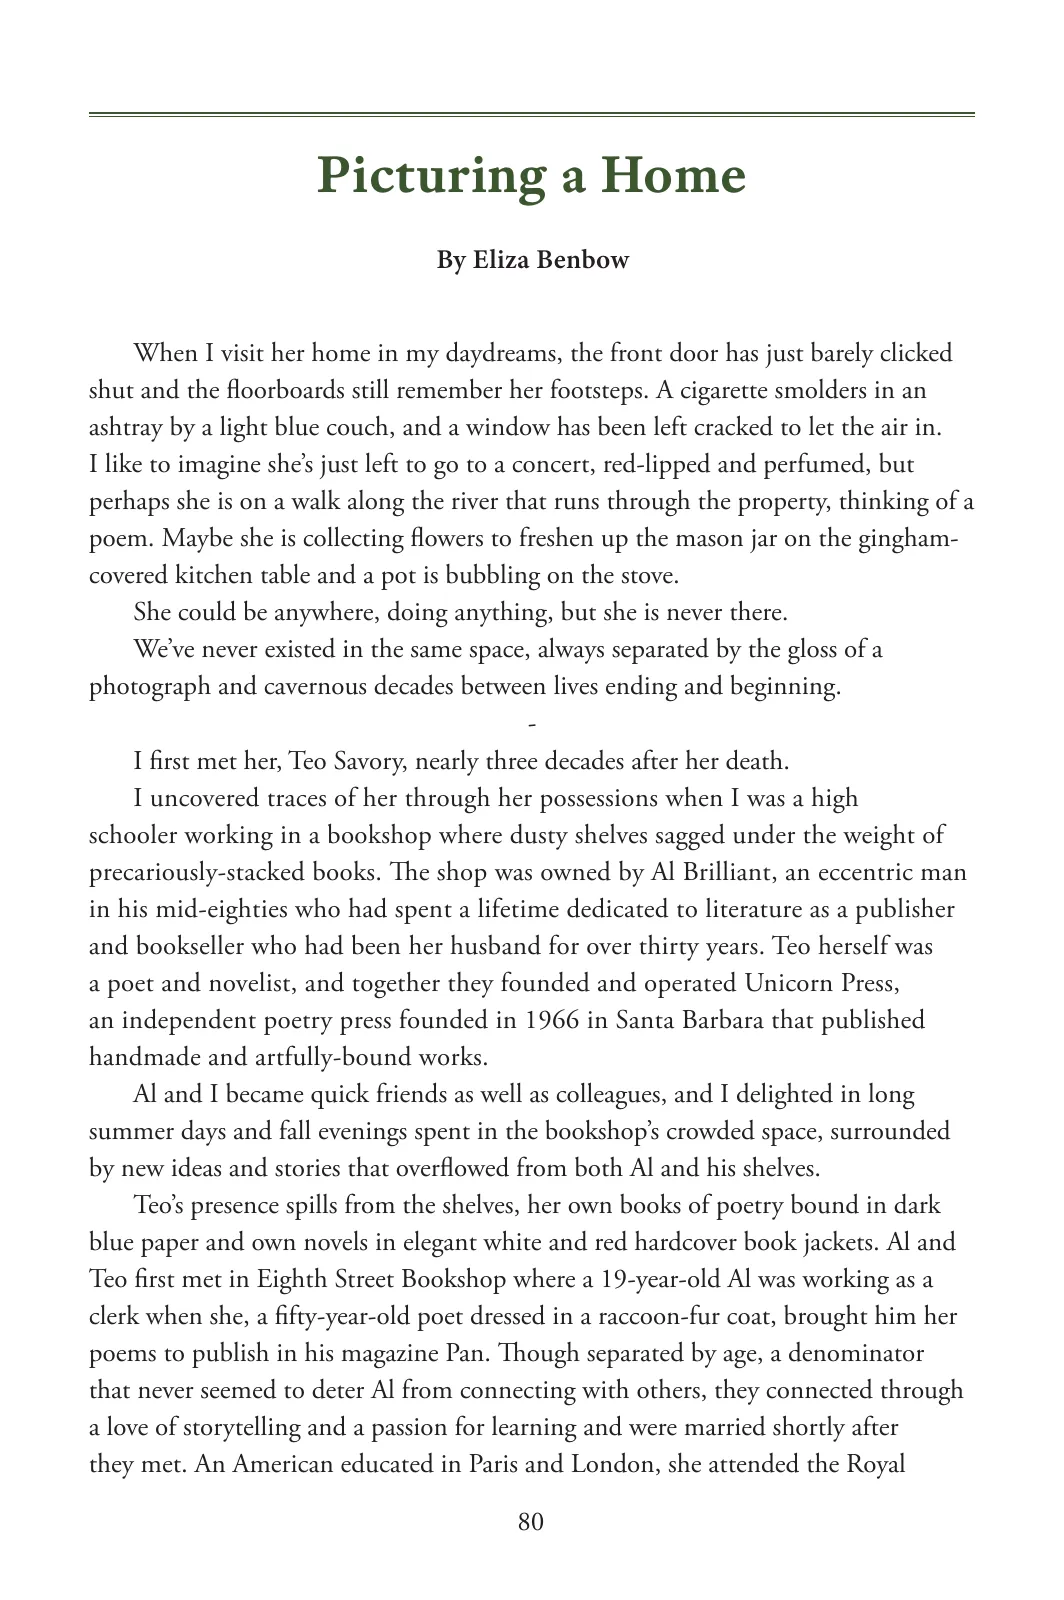 Picturing a Home
By Eliza Benbow
When I visit her home in my daydreams, the front door has just barely clicked
shut and the floorboards still remember her footsteps. A cigarette smolders in an
ashtray by a light blue couch, and a window has been left cracked to let the air in.
I like to imagine she’s just left to go to a concert, red-lipped and perfumed, but
perhaps she is on a walk along the river that runs through the property, thinking of a
poem. Maybe she is collecting flowers to freshen up the mason jar on the gingham-
covered kitchen table and a pot is bubbling on the stove.
She could be anywhere, doing anything, but she is never there.
We’ve never existed in the same space, always separated by the gloss of a
photograph and cavernous decades between lives ending and beginning.
-
I first met her, Teo Savory, nearly three decades after her death.
I uncovered traces of her through her possessions when I was a high
schooler working in a bookshop where dusty shelves sagged under the weight of
precariously-stacked books. The shop was owned by Al Brilliant, an eccentric man
in his mid-eighties who had spent a lifetime dedicated to literature as a publisher
and bookseller who had been her husband for over thirty years. Teo herself was
a poet and novelist, and together they founded and operated Unicorn Press,
an independent poetry press founded in 1966 in Santa Barbara that published
handmade and artfully-bound works.
Al and I became quick friends as well as colleagues, and I delighted in long
summer days and fall evenings spent in the bookshop’s crowded space, surrounded
by new ideas and stories that overflowed from both Al and his shelves.
Teo’s presence spills from the shelves, her own books of poetry bound in dark
blue paper and own novels in elegant white and red hardcover book jackets. Al and
Teo first met in Eighth Street Bookshop where a 19-year-old Al was working as a
clerk when she, a fifty-year-old poet dressed in a raccoon-fur coat, brought him her
poems to publish in his magazine Pan. Though separated by age, a denominator
that never seemed to deter Al from connecting with others, they connected through
a love of storytelling and a passion for learning and were married shortly after
they met. An American educated in Paris and London, she attended the Royal
80